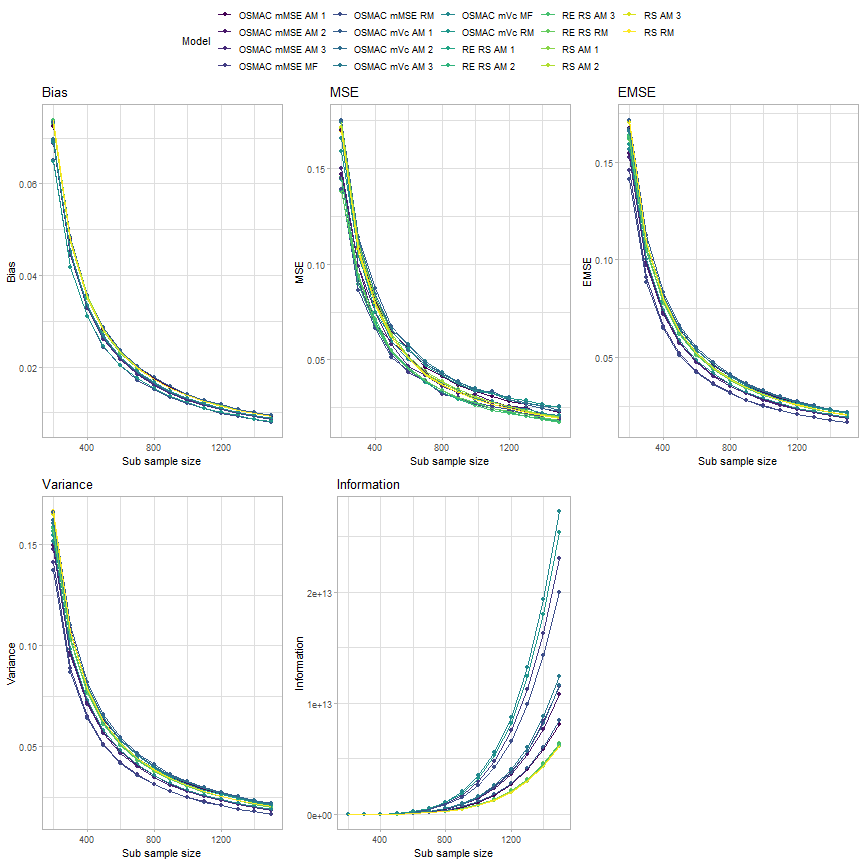 Model
OSMAC mMSE AM 1
OSMAC mMSE AM 2
OSMAC mMSE AM 3
OSMAC mMSE MF
OSMAC mMSE RM
OSMAC mVc AM 1
OSMAC mVc AM 2
OSMAC mVc AM 3
OSMAC mVc MF
OSMAC mVc RM
RE RS AM 1
RE RS AM 2
RE RS AM 3
RE RS RM
RS AM 1
RS AM 2
RS AM 3
RS RM
Bias
Bias
0.06
0.04
0.02
400
800
1200
Sub sample size
MSE
MSE
0.15
0.10
0.05
400
800
1200
Sub sample size
EMSE
EMSE
0.15
0.10
0.05
400
800
1200
Sub sample size
Variance
Variance
0.15
0.10
0.05
400
800
1200
Sub sample size
Information
Information
2e+13
1e+13
0e+00
400
800
1200
Sub sample size